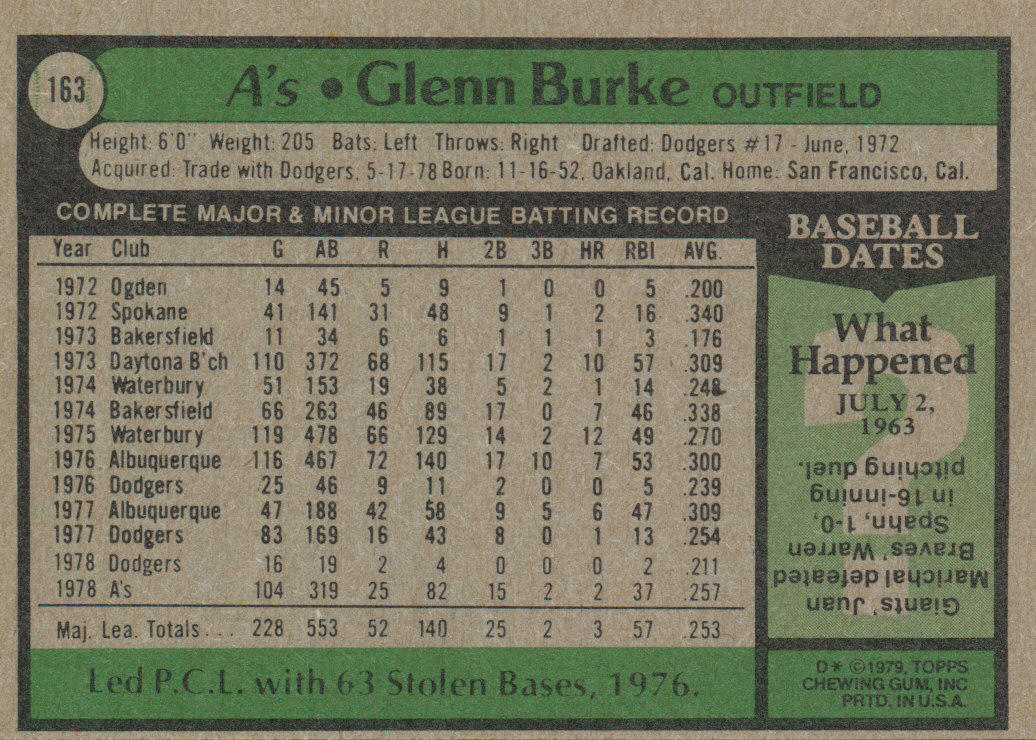 163
A's • Glenn Burke OUTFIELD
Height: 6'0" Weight: 205 Bats: Left Throws: Right Drafted: Dodgers #17 - June, 1972
Acquired: Trade with Dodgers, 5-17-78 Born: 11-16-52, Oakland, Cal. Home: San Francisco, Cal.
COMPLETE MAJOR & MINOR LEAGUE BATTING RECORD
Year Club G AB R H 2B 3B HR RBI AVG.
1972 Ogden 14 45 5 9 1 0 0 5 .200
1972 Spokane 41 141 31 48 9 1 2 16 .340
1973 Bakersfield 11 34 6 6 1 1 1 3 .176
1973 Daytona B'ch 110 372 68 115 17 2 10 57 .309
1974 Waterbury 51 153 19 38 5 2 1 14 .248
1974 Bakersfield 66 263 46 89 17 0 7 46 .338
1975 Waterbury 119 478 66 129 14 2 12 49 .270
1976 Albuquerque 116 467 72 140 17 10 7 53 .300
1976 Dodgers 25 46 9 11 2 0 0 5 .239
1977 Albuquerque 47 188 42 58 9 5 6 47 .309
1977 Dodgers 83 169 16 43 8 0 1 13 .254
1978 Dodgers 16 19 2 4 0 0 0 2 .211
1978 A's 104 319 25 82 15 2 2 37 .257
Maj. Lea. Totals . . . 228 553 52 140 25 2 3 57 .253
Led P.C.L. with 63 Stolen Bases, 1976.
BASEBALL
DATES
What
Happened
JULY 2,
1963
Giants' Juan
Marichal defeated
Braves' Warren
Spahn, 1-0,
in 16-inning
pitching duel.
D* ©1979, TOPPS
CHEWING GUM, INC
PRTD. IN U.S.A.